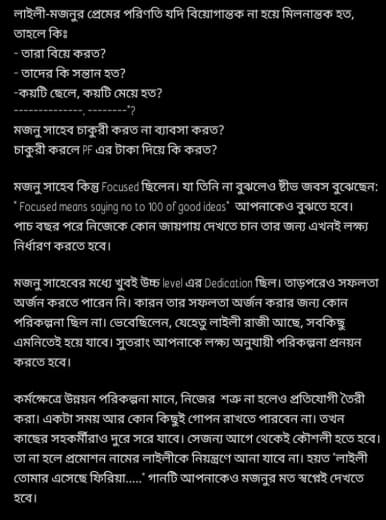 লাইলী-মজনুর প্রেমের পরিণতি যদি বিয়োগান্তক না হয়ে মিলনান্তক হত,
তাহলে কিঃ
- তারা বিয়ে করত?
- তাদের কি সন্তান হত?
-কয়টি ছেলে, কয়টি মেয়ে হত?
--------------, --------"?
মজনু সাহেব চাকুরী করত না ব্যাবসা করত?
চাকুরী করলে PF এর টাকা দিয়ে কি করত?
মজনু সাহেব কিন্তু Focused ছিলেন। যা তিনি না বুঝলেও ষ্টীভ জবস বুঝেছেন:
" Focused means saying no to 100 of good ideas" আপনাকেও বুঝতে হবে।
পাচ বছর পরে নিজেকে কোন জায়গায় দেখতে চান তার জন্য এখনই লক্ষ্য
নির্ধারণ করতে হবে।
মজনু সাহেবের মধ্যে খুবই উচ্চ level এর Dedication ছিল। তাড়পরেও সফলতা
অর্জন করতে পারেন নি। কারন তার সফলতা অর্জন করার জন্য কোন
পরিকল্পনা ছিল না। ভেবেছিলেন, যেহেতু লাইলী রাজী আছে, সবকিছু
এমনিতেই হয়ে যাবে। সুতরাং আপনাকে লক্ষ্য অনুযায়ী পরিকল্পনা প্রনয়ন
করতে হবে।
কর্মক্ষেত্রে উন্নয়ন পরিকল্পনা মানে, নিজের শত্রু না হলেও প্রতিযোগী তৈরী
করা। একটা সময় আর কোন কিছুই গোপন রাখতে পারবেন না। তখন
কাছের সহকর্মীরাও দুরে সরে যাবে। সেজন্য আগে থেকেই কৌশলী হতে হবে।
তা না হলে প্রমোশন নামের লাইলীকে নিয়ন্ত্রণে আনা যাবে না। হয়ত "লাইলী
তোমার এসেছে ফিরিয়া....." গানটি আপনাকেও মজনুর মত স্বপ্নেই দেখতে
হবে।